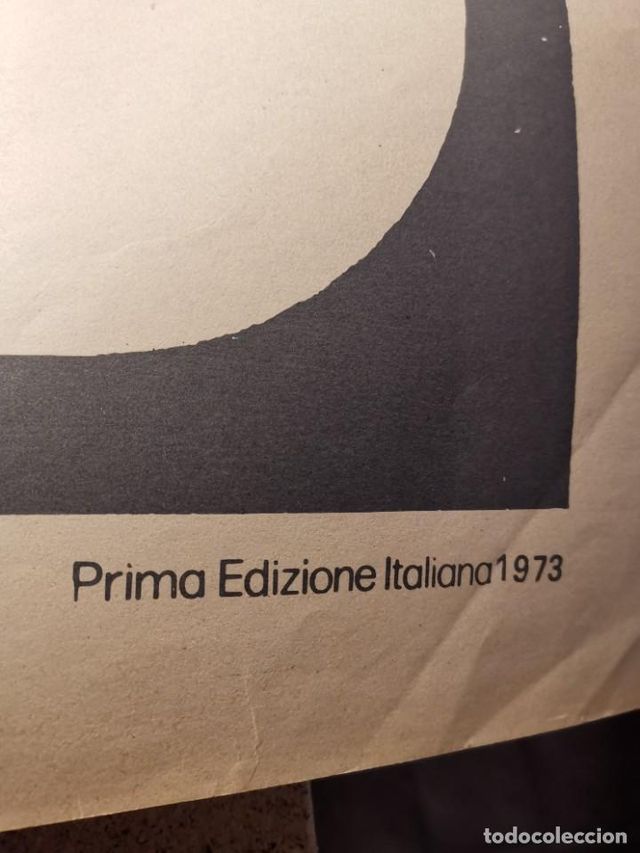 Prima Edizione Italiana 1973
todocoleccion